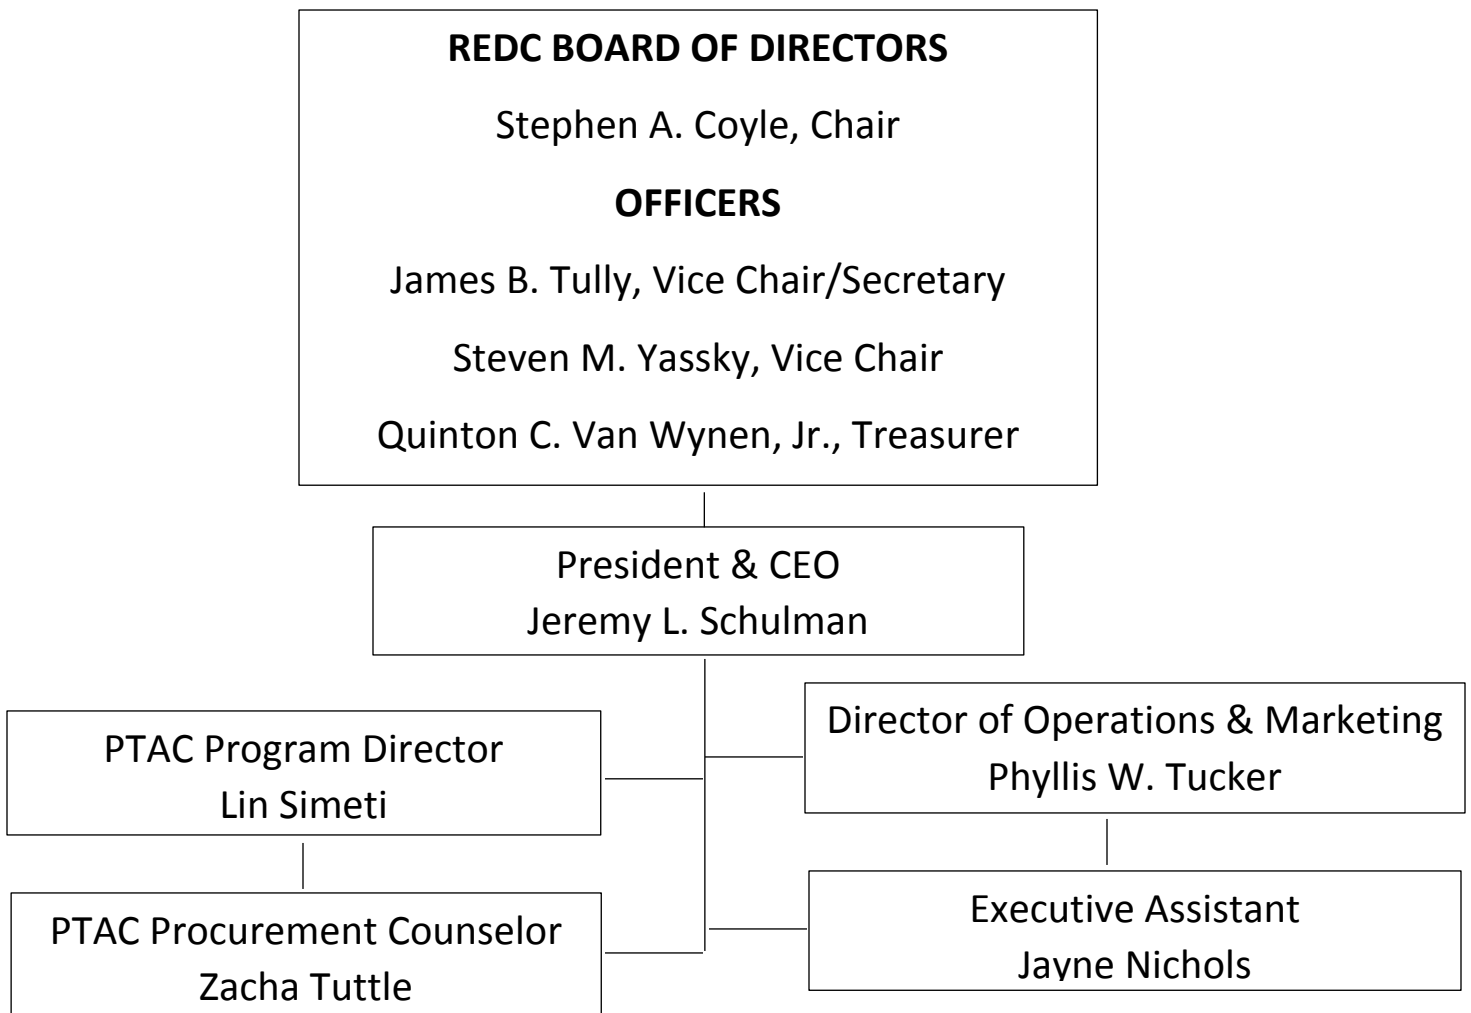 REDC BOARD OF DIRECTORS
Stephen A. Coyle, Chair
OFFICERS
James B. Tully, Vice Chair/Secretary
Steven M. Yassky, Vice Chair
Quinton C. Van Wynen, Jr., Treasurer
President & CEO
Jeremy L. Schulman
PTAC Program Director
Lin Simeti
Director of Operations & Marketing
Phyllis W. Tucker
PTAC Procurement Counselor
Zacha Tuttle
Executive Assistant
Jayne Nichols